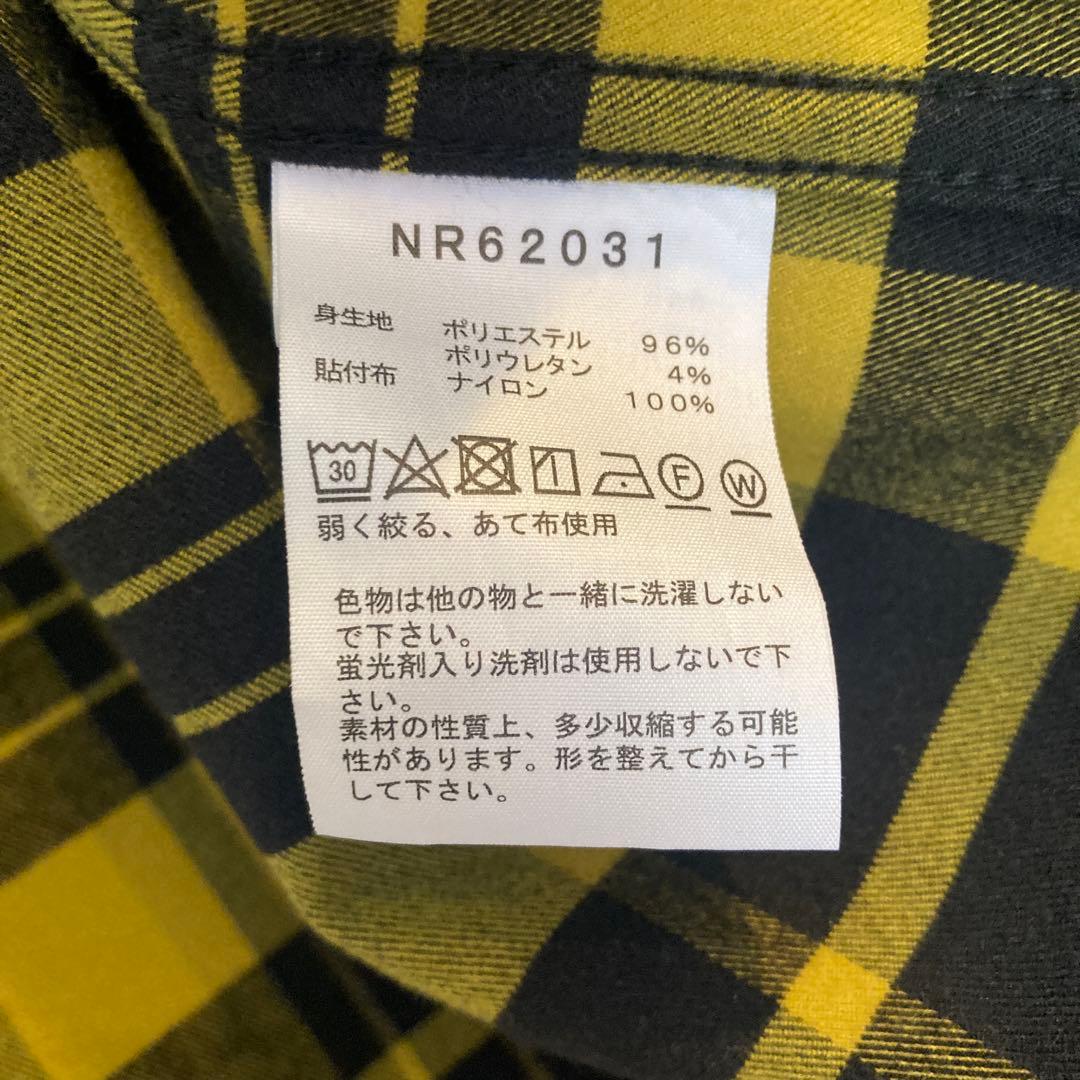 NR62031
身生地 ポリエステル 96%
ポリウレタン 4%
貼付布 ナイロン 100%
30 F W
弱く絞る、あて布使用
色物は他の物と一緒に洗濯しない
で下さい。
蛍光剤入り洗剤は使用しないで下
さい。
素材の性質上、多少収縮する可能
性があります。形を整えてから干
して下さい。